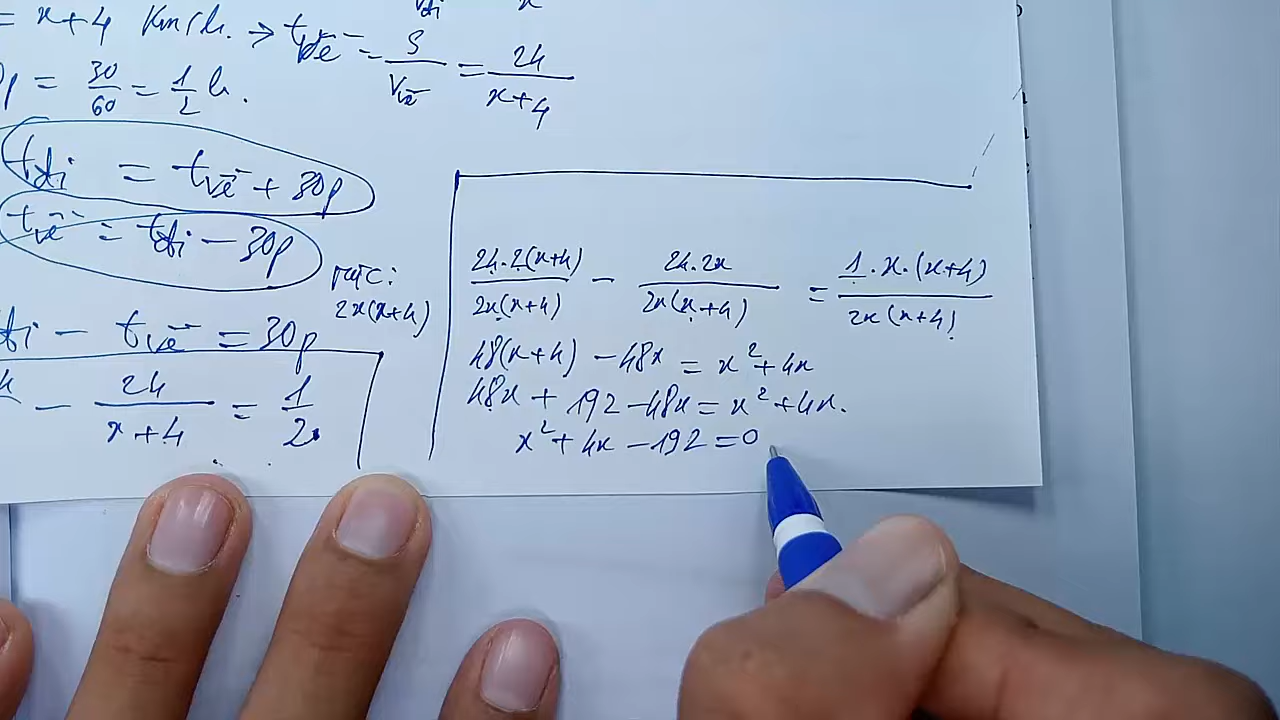 = x+4 Km/h. → t về = S / V về = 24 / x+4
p = 30/60 = 1/2 h.
t đi = t về + 30p
t về = t đi − 30p
MTC:
2x(x+4)
đi − t về = 30p
− 24 / x+4 = 1/2
24.2(x+4) / 2x(x+4) − 24.2x / 2x(x+4) = 1.x.(x+4) / 2x(x+4)
48(x+4) − 48x = x² + 4x
48x + 192 − 48x = x² + 4x.
x² + 4x − 192 = 0